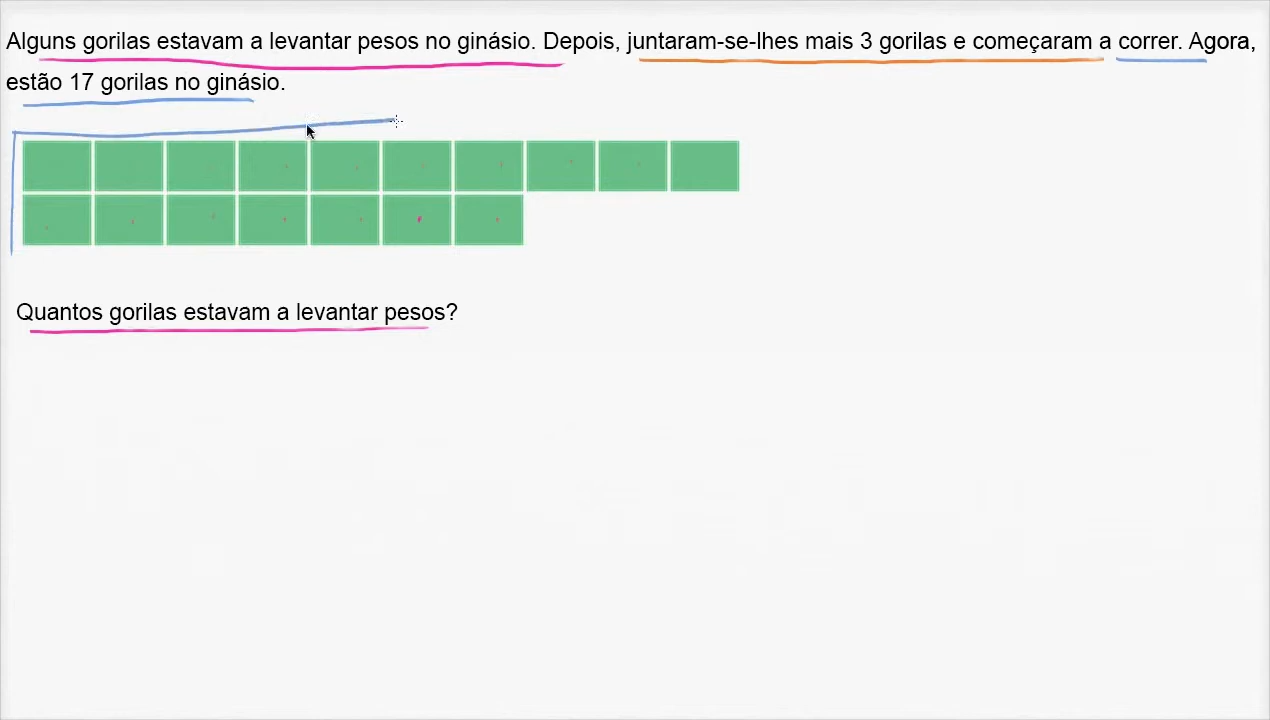 Alguns gorilas estavam a levantar pesos no ginásio. Depois, juntaram-se-lhes mais 3 gorilas e começaram a correr. Agora,
estão 17 gorilas no ginásio.
Quantos gorilas estavam a levantar pesos?